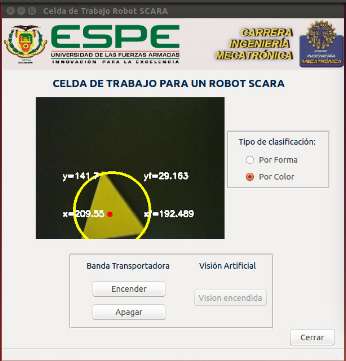 Celda de Trabajo Robot SCARA
ESPE
UNIVERSIDAD DE LAS FUERZAS ARMADAS
INNOVACIÓN PARA LA EXCELENCIA
CARRERA
INGENIERÍA
MECATRÓNICA
MECATRÓNICA
CELDA DE TRABAJO PARA UN ROBOT SCARA
y=141.7
yf=29.163
x=209.55
xf=192.489
Tipo de clasificación:
Por Forma
Por Color
Banda Transportadora
Visión Artificial
Encender
Vision encendida
Apagar
Cerrar